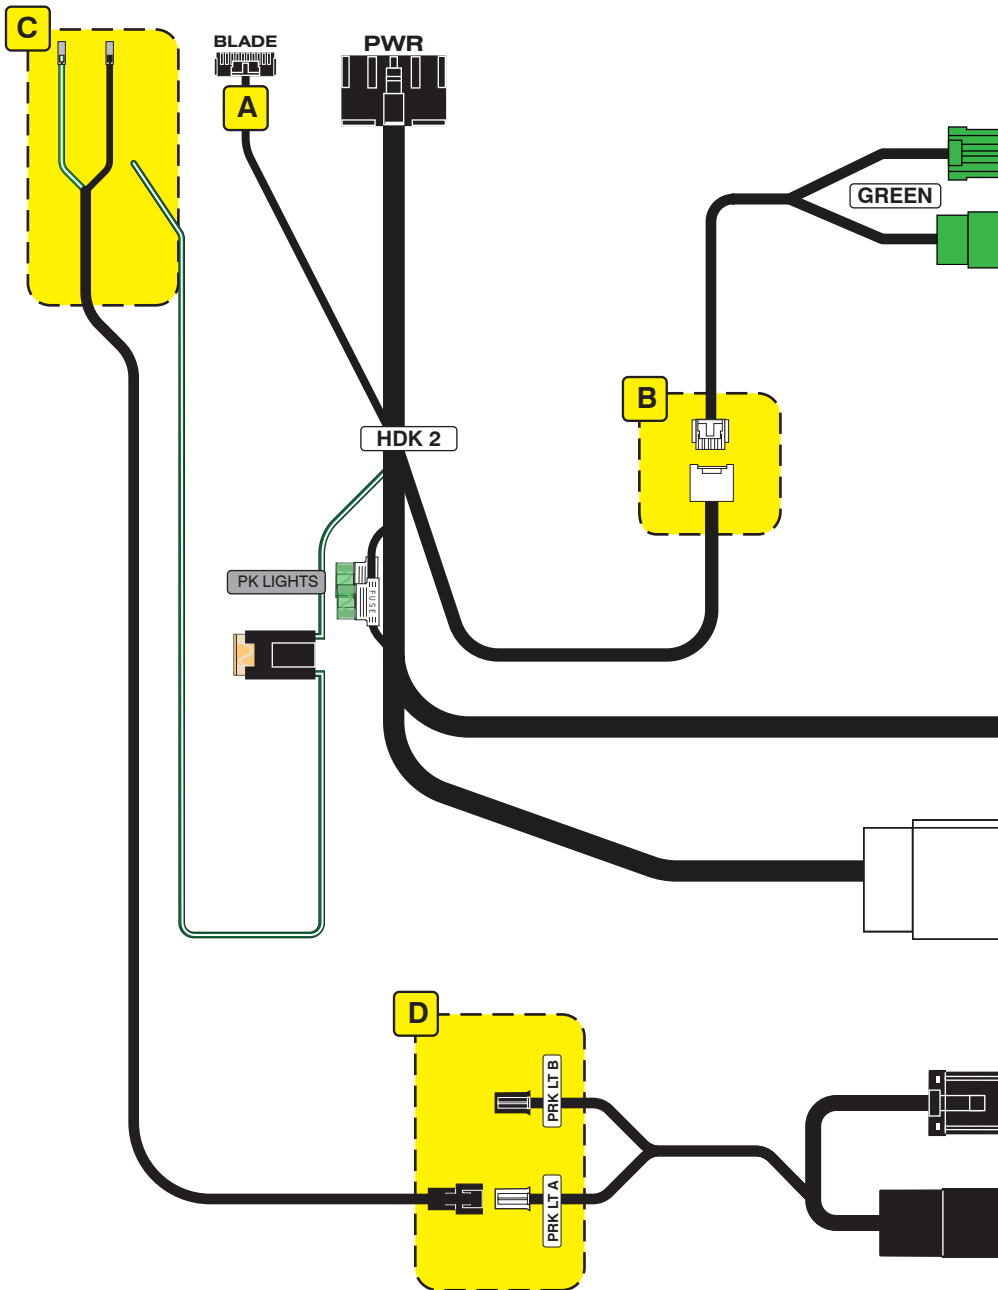 C
BLADE
PWR
A
GREEN
B
HDK 2
PK LIGHTS
FUSE
D
PRK LT B
PRK LT A